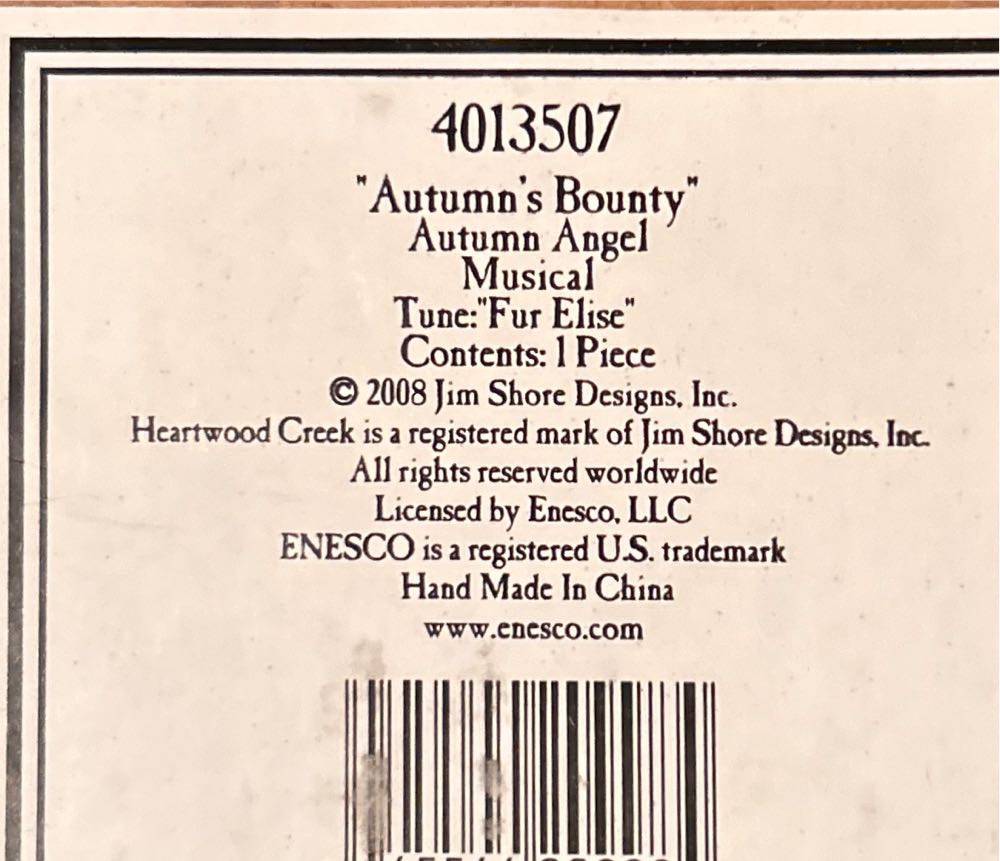 4013507
"Autumn's Bounty"
Autumn Angel
Musical
Tune:"Fur Elise"
Contents: 1 Piece
© 2008 Jim Shore Designs, Inc.
Heartwood Creek is a registered mark of Jim Shore Designs, Inc.
All rights reserved worldwide
Licensed by Enesco, LLC
ENESCO is a registered U.S. trademark
Hand Made In China
www.enesco.com